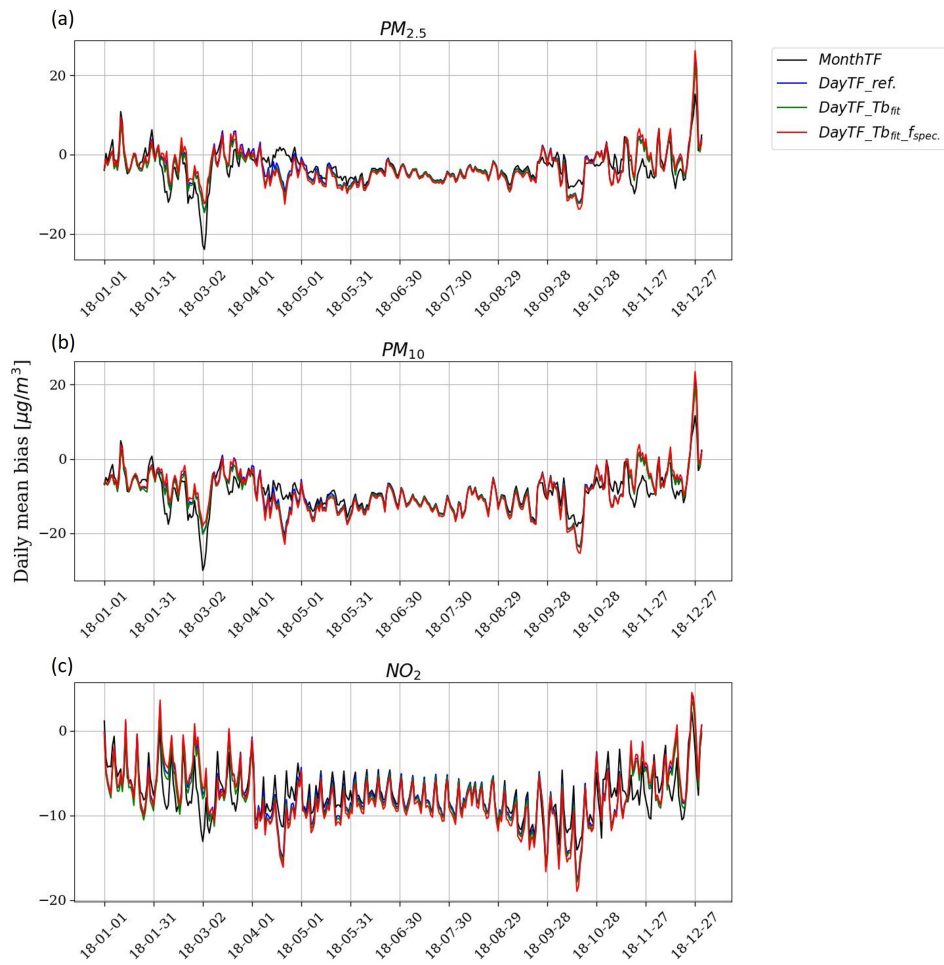 (a)
PM2.5
20
0
−20
18-01-01 18-01-31 18-03-02 18-04-01 18-05-01 18-05-31 18-06-30 18-07-30 18-08-29 18-09-28 18-10-28 18-11-27 18-12-27
MonthTF
DayTF_ref.
DayTF_Tbfit
DayTF_Tbfit_fspec.
(b)
PM10
Daily mean bias [μg/m3]
20
0
−20
18-01-01 18-01-31 18-03-02 18-04-01 18-05-01 18-05-31 18-06-30 18-07-30 18-08-29 18-09-28 18-10-28 18-11-27 18-12-27
(c)
NO2
0
−10
−20
18-01-01 18-01-31 18-03-02 18-04-01 18-05-01 18-05-31 18-06-30 18-07-30 18-08-29 18-09-28 18-10-28 18-11-27 18-12-27